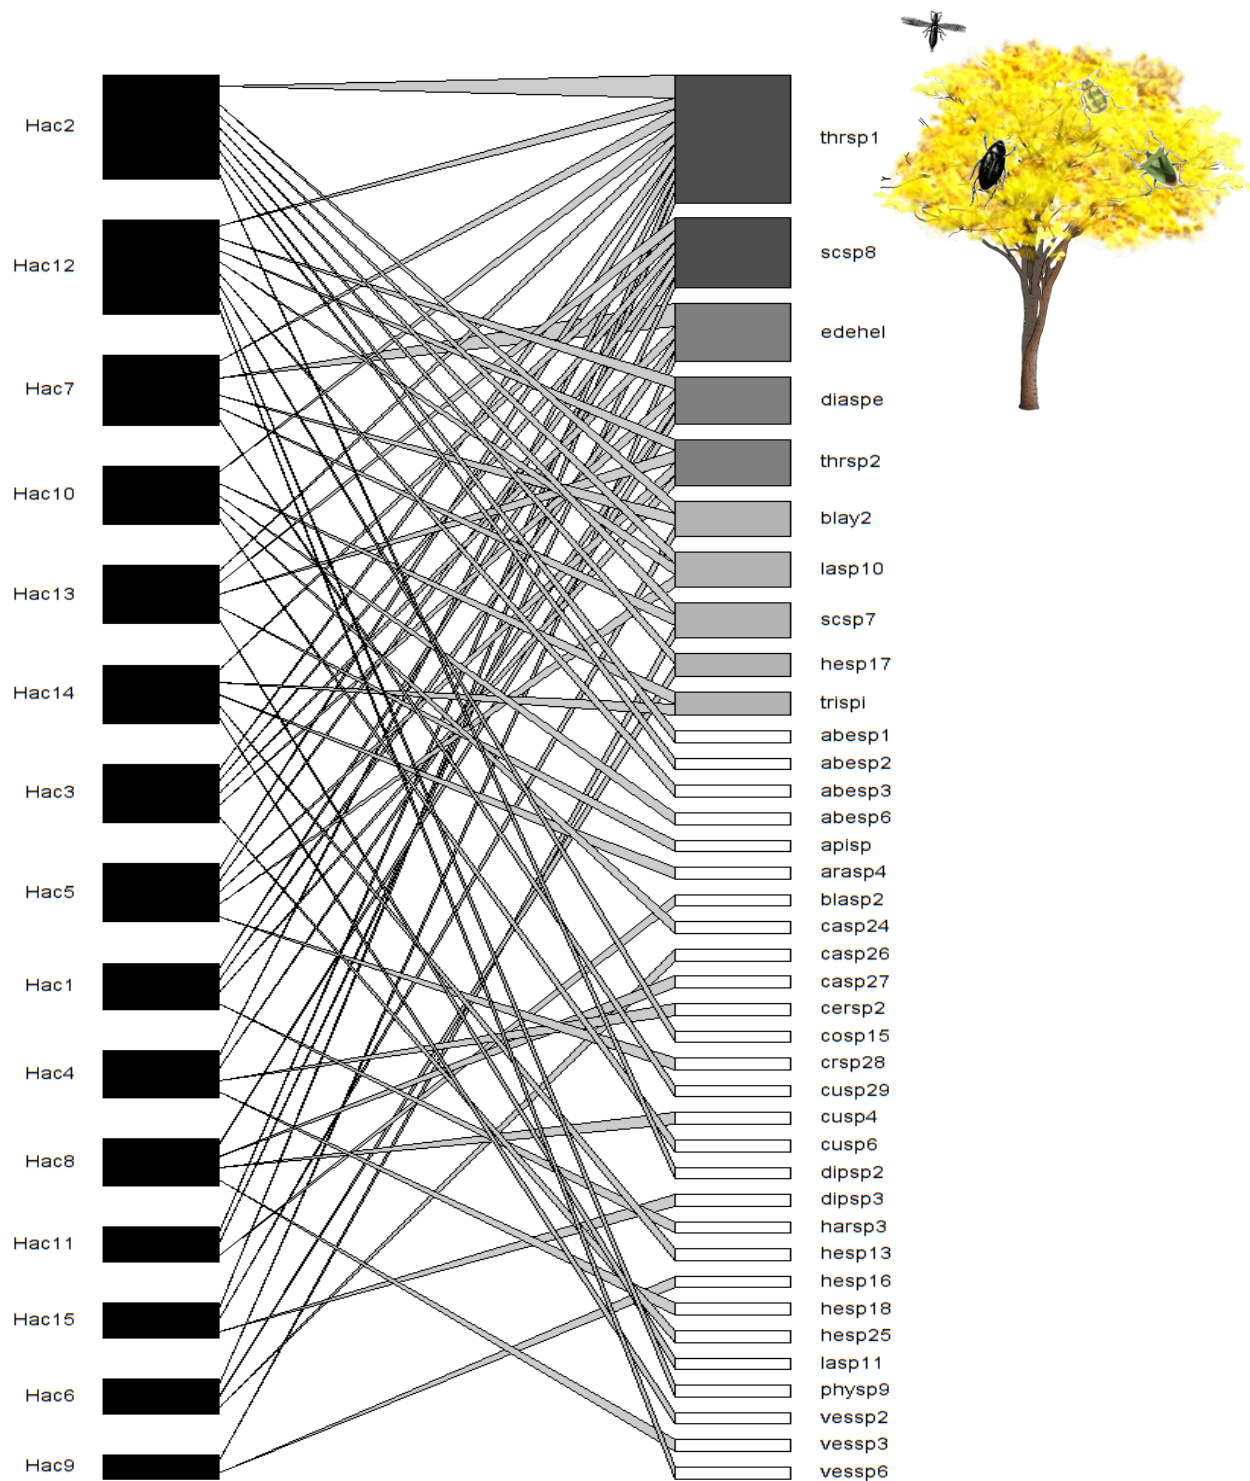 Hac2
Hac12
Hac7
Hac10
Hac13
Hac14
Hac3
Hac5
Hac1
Hac4
Hac8
Hac11
Hac15
Hac6
Hac9
thrsp1
scsp8
edehel
diaspe
thrsp2
blay2
lasp10
scsp7
hesp17
trispi
abesp1
abesp2
abesp3
abesp6
apisp
arasp4
blasp2
casp24
casp26
casp27
cersp2
cosp15
crsp28
cusp29
cusp4
cusp6
dipsp2
dipsp3
harsp3
hesp13
hesp16
hesp18
hesp25
lasp11
physp9
vessp2
vessp3
vessp6